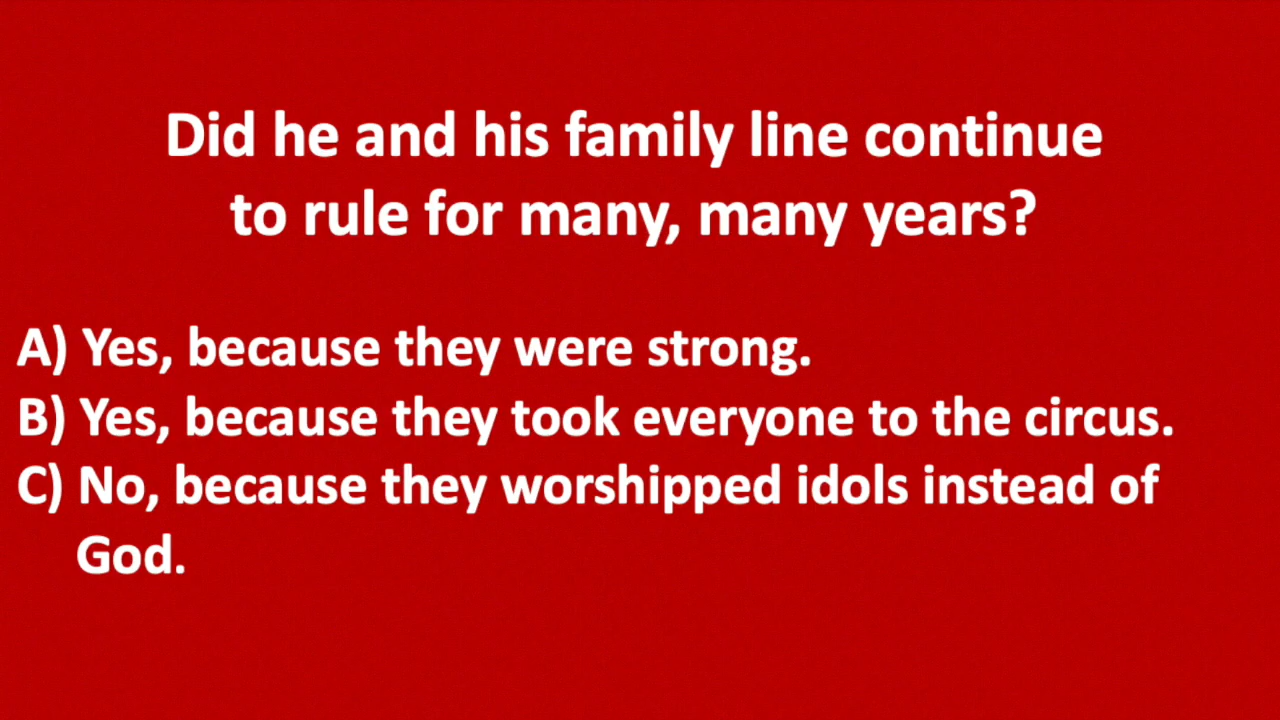 Did he and his family line continue
to rule for many, many years?
A) Yes, because they were strong.
B) Yes, because they took everyone to the circus.
C) No, because they worshipped idols instead of
God.